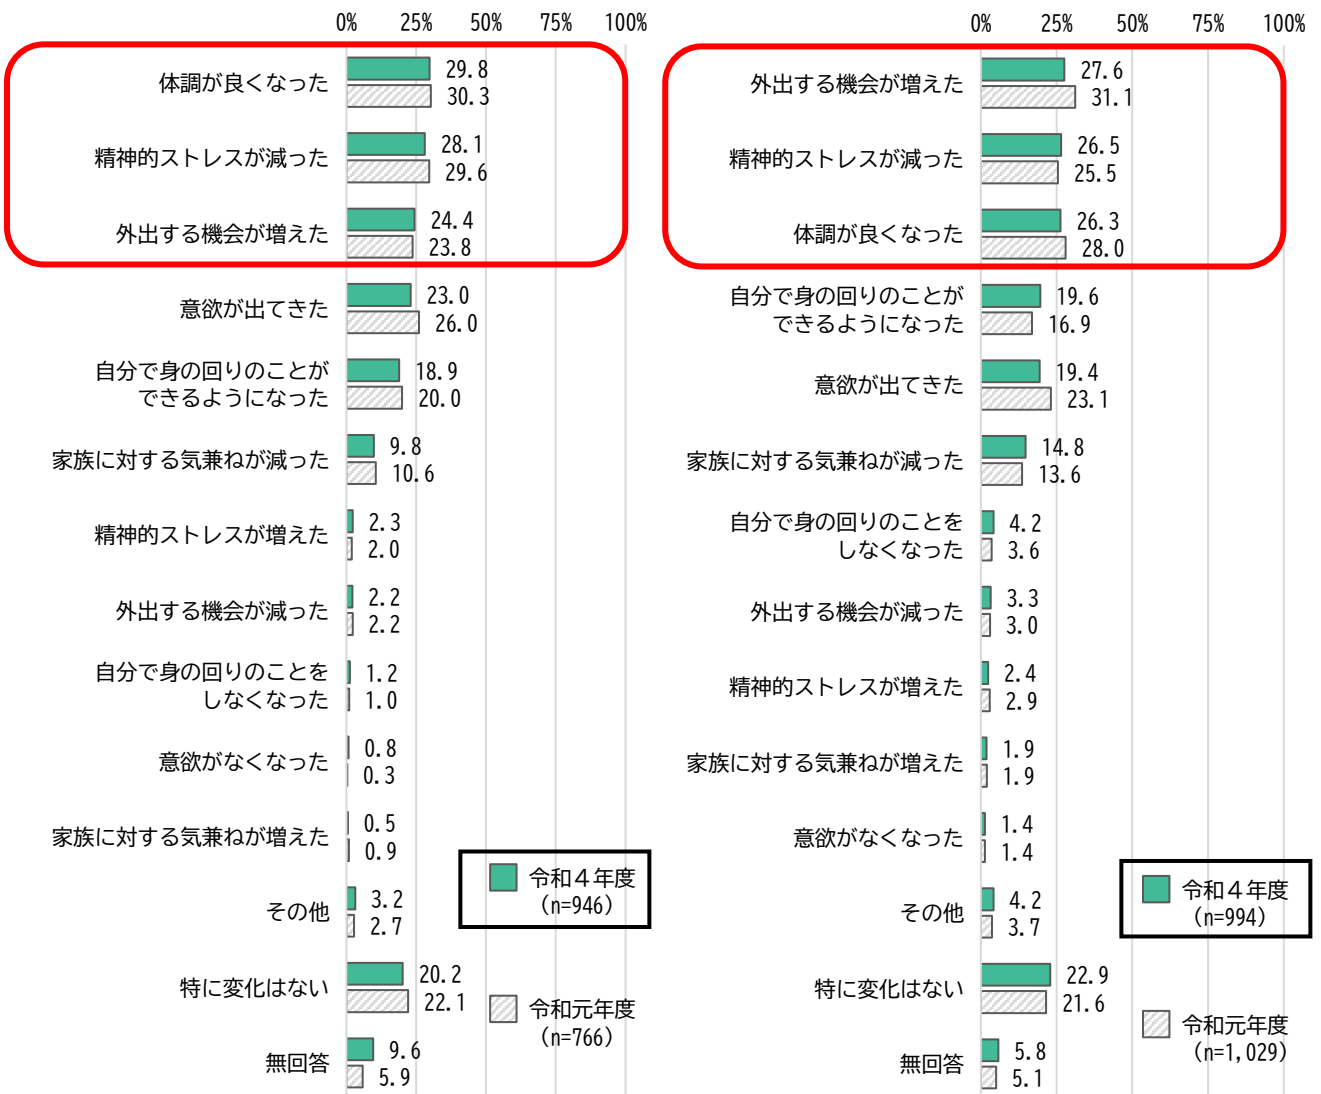 0% 25% 50% 75% 100%
体調が良くなった 29.8
30.3
精神的ストレスが減った 28.1
29.6
外出する機会が増えた 24.4
23.8
意欲が出てきた 23.0
26.0
自分で身の回りのことが
できるようになった 18.9
20.0
家族に対する気兼ねが減った 9.8
10.6
精神的ストレスが増えた 2.3
2.0
外出する機会が減った 2.2
2.2
自分で身の回りのことを
しなくなった 1.2
1.0
意欲がなくなった 0.8
0.3
家族に対する気兼ねが増えた 0.5
0.9
その他 3.2
2.7
特に変化はない 20.2
22.1
無回答 9.6
5.9
令和４年度
(n=946)
令和元年度
(n=766)
0% 25% 50% 75% 100%
外出する機会が増えた 27.6
31.1
精神的ストレスが減った 26.5
25.5
体調が良くなった 26.3
28.0
自分で身の回りのことが
できるようになった 19.6
16.9
意欲が出てきた 19.4
23.1
家族に対する気兼ねが減った 14.8
13.6
自分で身の回りのことを
しなくなった 4.2
3.6
外出する機会が減った 3.3
3.0
精神的ストレスが増えた 2.4
2.9
家族に対する気兼ねが増えた 1.9
1.9
意欲がなくなった 1.4
1.4
その他 4.2
3.7
特に変化はない 22.9
21.6
無回答 5.8
5.1
令和４年度
(n=994)
令和元年度
(n=1,029)